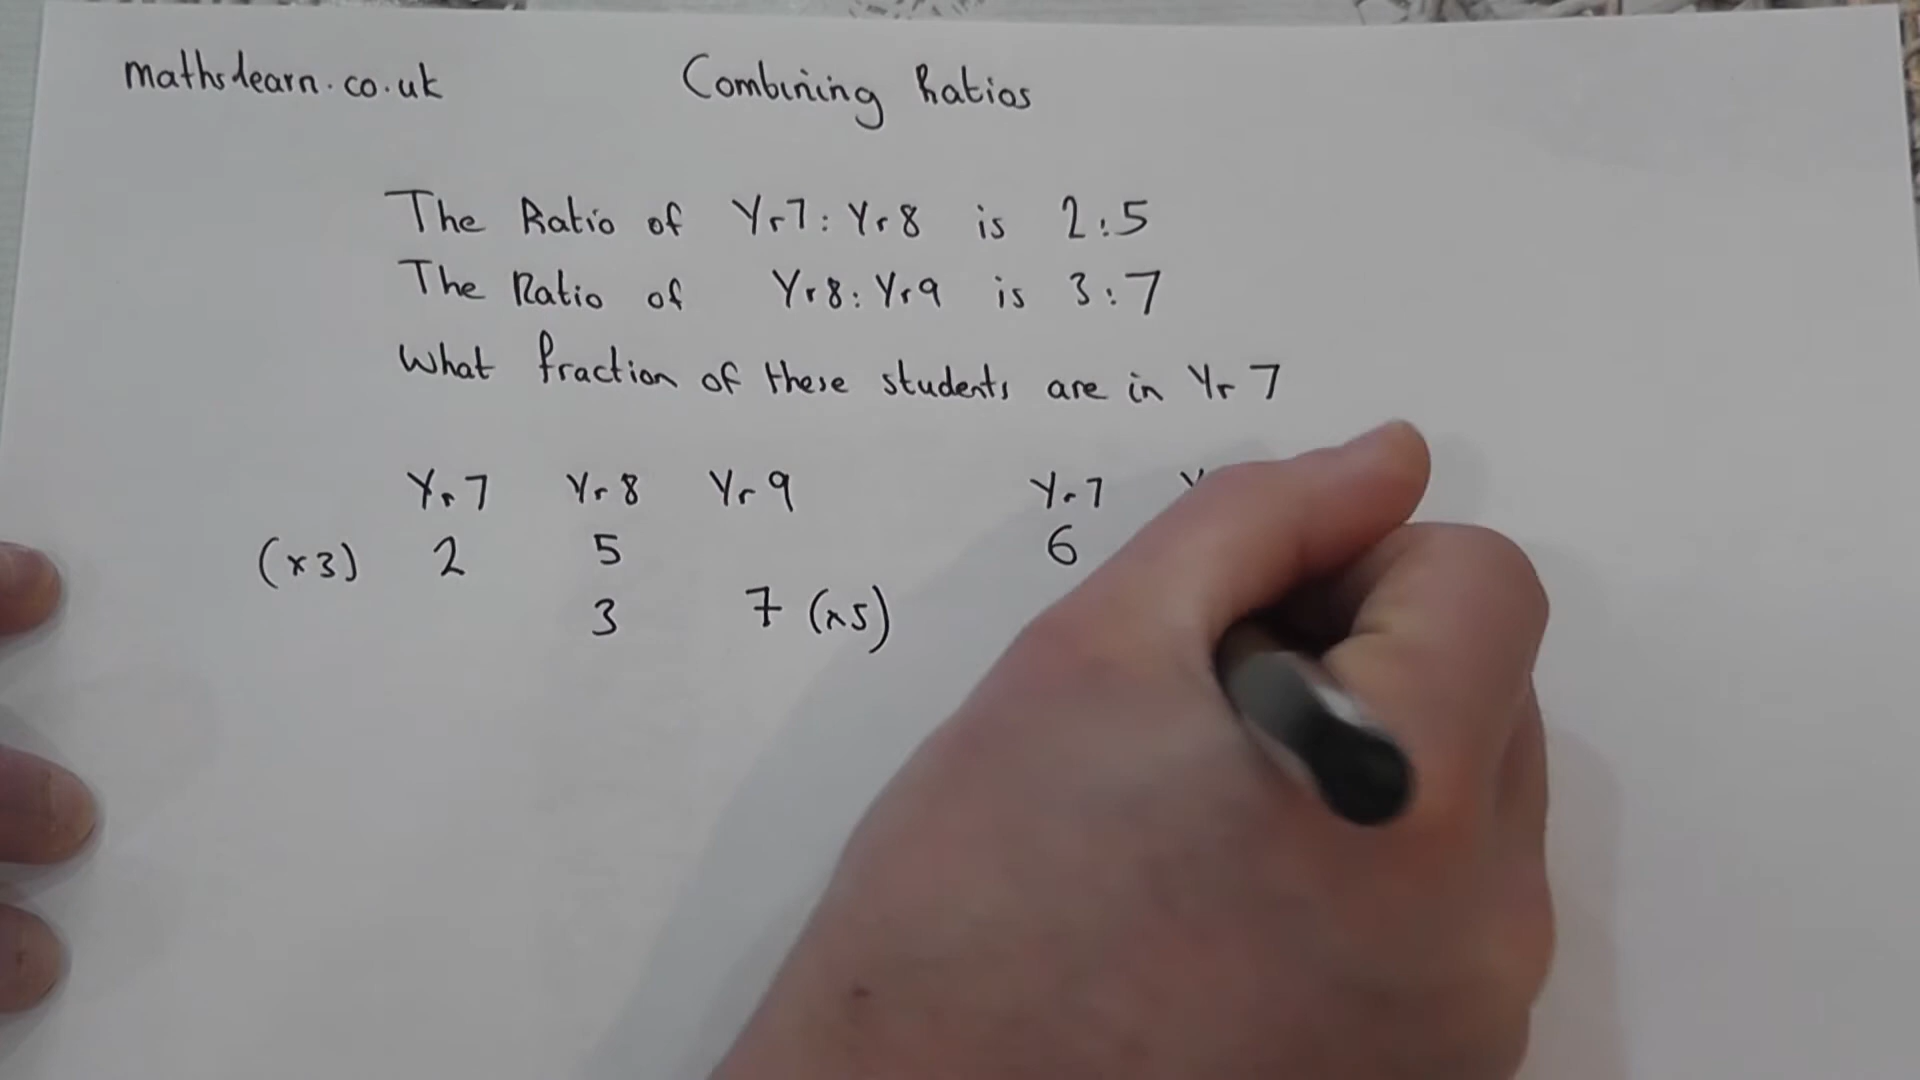 mathslearn.co.uk Combining Ratios
The Ratio of Yr7:Yr8 is 2:5
The Ratio of Yr8:Yr9 is 3:7
What fraction of these students are in Yr 7
Yr 7 Yr 8 Yr 9 Yr 7
(x3) 2 5 6
3 7 (x5)